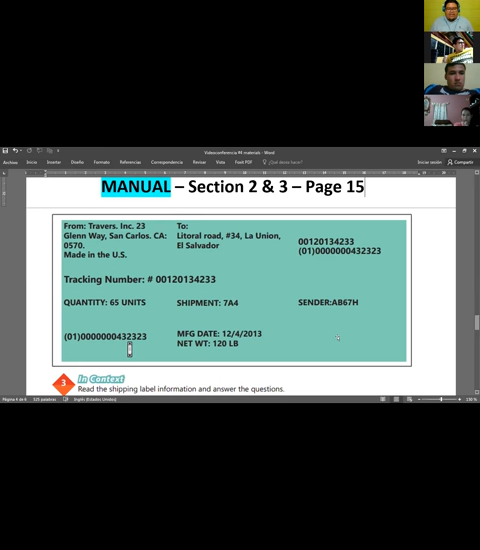 Videoconferencia #4 materials - Word
Archivo Inicio Insertar Diseño Formato Referencias Correspondencia Revisar Vista Foxit PDF ¿Qué desea hacer? Iniciar sesión Compartir
MANUAL – Section 2 & 3 – Page 15
From: Travers. Inc. 23
Glenn Way, San Carlos. CA:
0570.
Made in the U.S.
To:
Litoral road, #34, La Union,
El Salvador
00120134233
(01)0000000432323
Tracking Number: # 00120134233
QUANTITY: 65 UNITS
SHIPMENT: 7A4
SENDER:AB67H
(01)0000000432323
MFG DATE: 12/4/2013
NET WT: 120 LB
3
In Context
Read the shipping label information and answer the questions.
525 palabras Inglés (Estados Unidos) 130 %